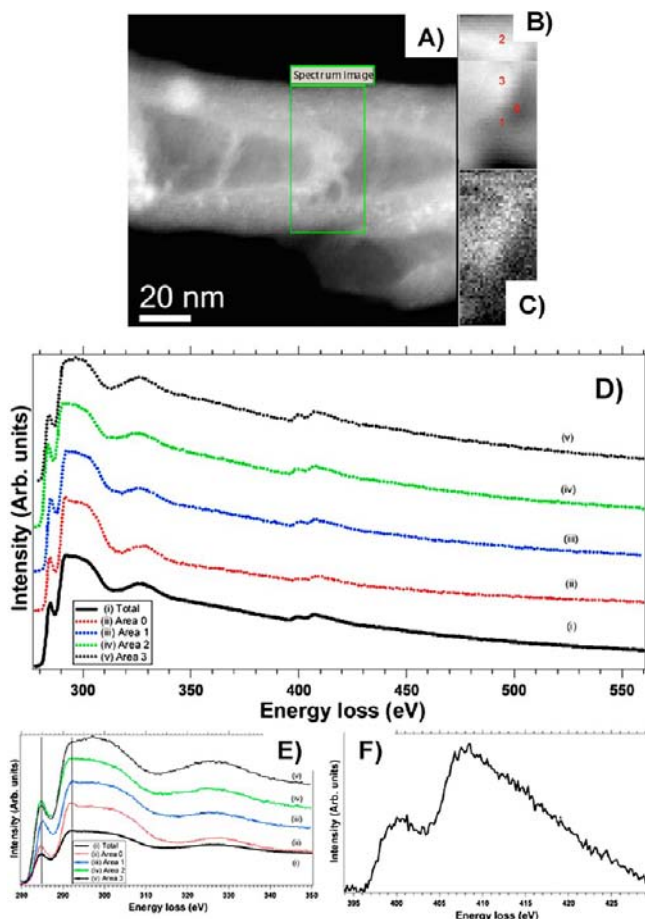 A)
B)
Spectrum Image
2
3
1
C)
20 nm
D)
Intensity (Arb. units)
(v)
(iv)
(iii)
(ii)
(i)
(i) Total
(ii) Area 0
(iii) Area 1
(iv) Area 2
(v) Area 3
300
350
400
450
500
550
Energy loss (eV)
E)
Intensity (Arb. units)
(v)
(iv)
(iii)
(ii)
(i)
(i) Total
(ii) Area 0
(iii) Area 1
(iv) Area 2
(v) Area 3
280
290
300
310
320
330
340
350
Energy loss (eV)
F)
Intensity (Arb. units)
395
400
405
410
415
420
425
Energy loss (eV)